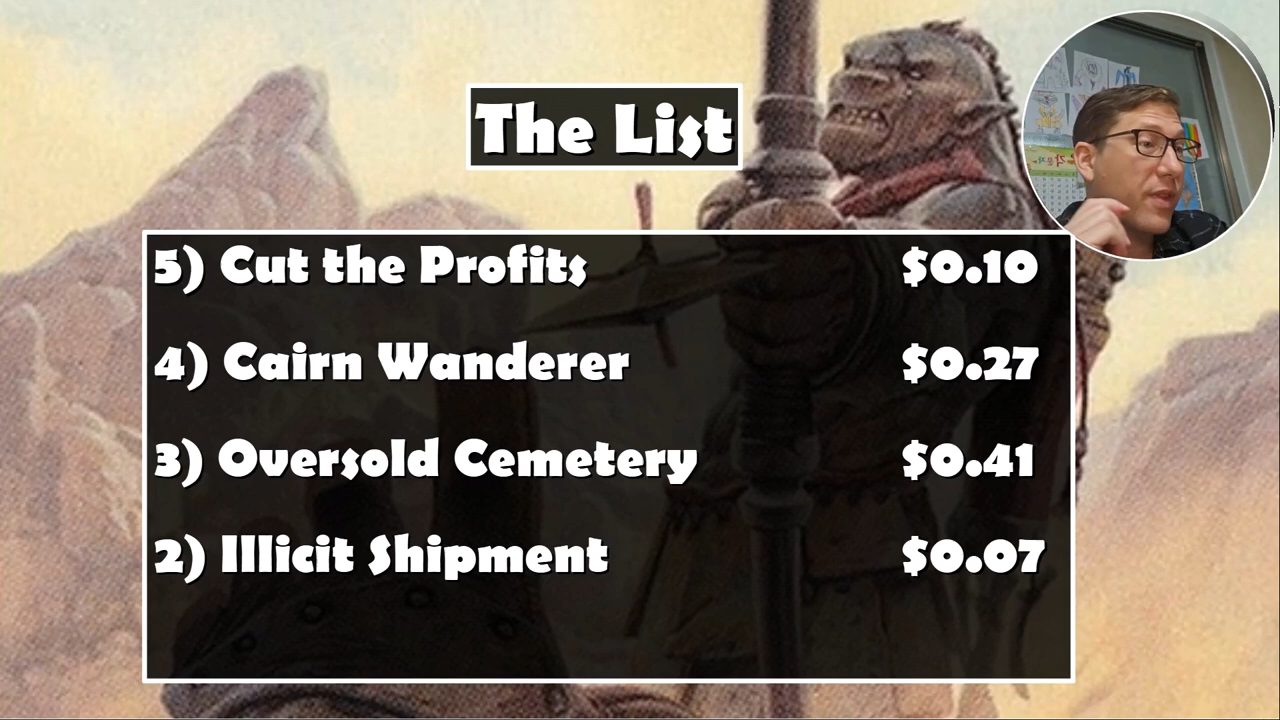 The List
5) Cut the Profits $0.10
4) Cairn Wanderer $0.27
3) Oversold Cemetery $0.41
2) Illicit Shipment $0.07